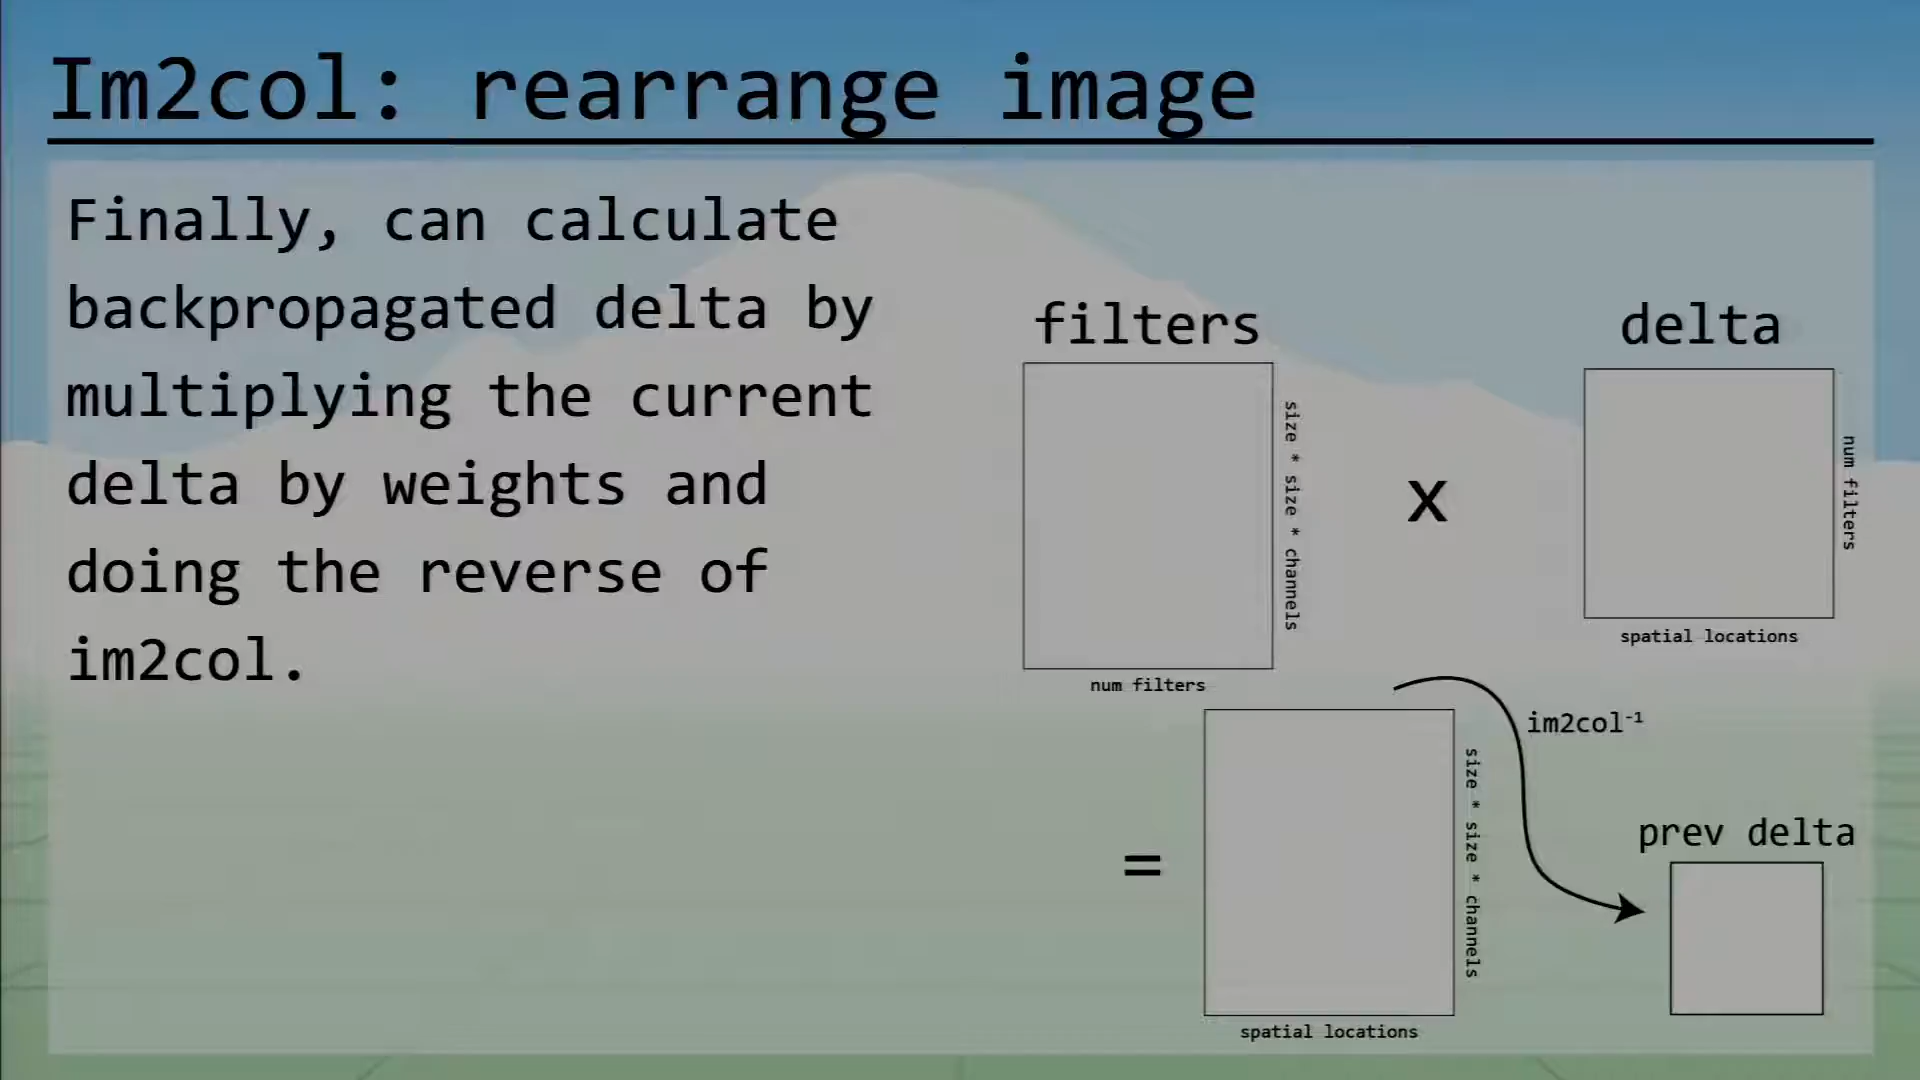 Im2col: rearrange image
Finally, can calculate
backpropagated delta by
multiplying the current
delta by weights and
doing the reverse of
im2col.
filters
size * size * channels
num filters
x
delta
num filters
spatial locations
=
size * size * channels
spatial locations
im2col⁻¹
prev delta